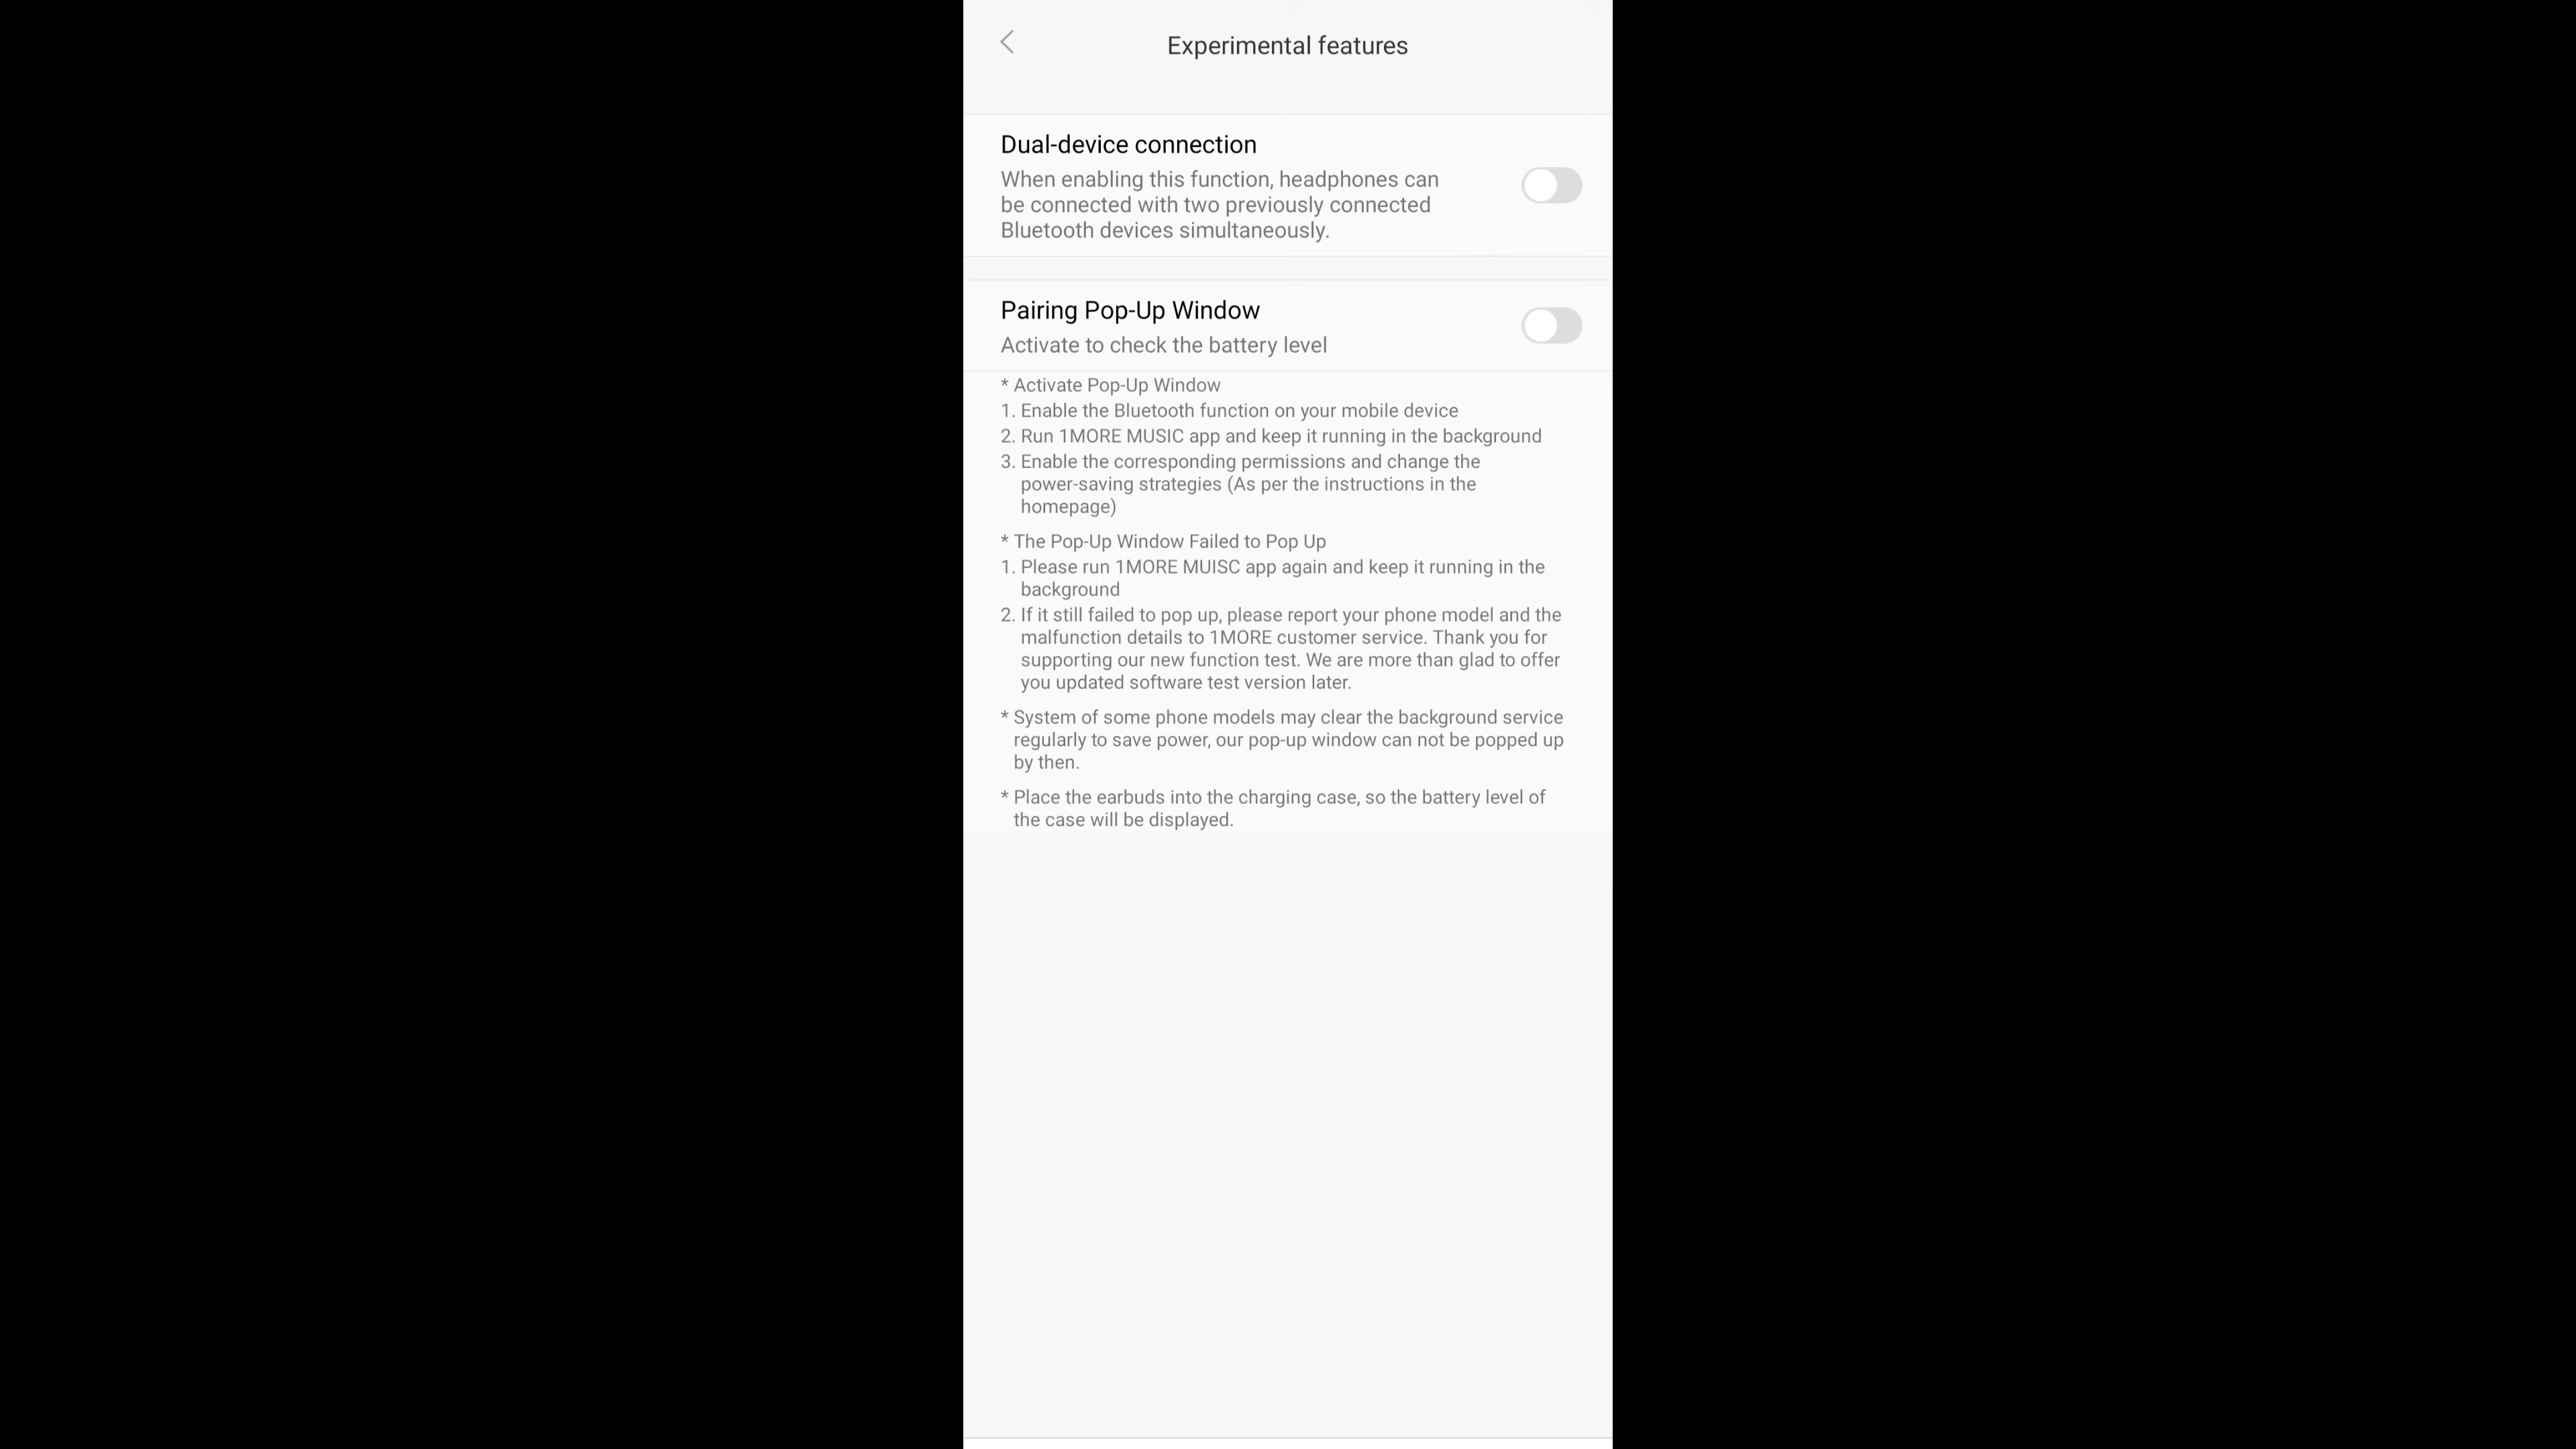 Experimental features
Dual-device connection
When enabling this function, headphones can
be connected with two previously connected
Bluetooth devices simultaneously.
Pairing Pop-Up Window
Activate to check the battery level
* Activate Pop-Up Window
1. Enable the Bluetooth function on your mobile device
2. Run 1MORE MUSIC app and keep it running in the background
3. Enable the corresponding permissions and change the
power-saving strategies (As per the instructions in the
homepage)
* The Pop-Up Window Failed to Pop Up
1. Please run 1MORE MUISC app again and keep it running in the
background
2. If it still failed to pop up, please report your phone model and the
malfunction details to 1MORE customer service. Thank you for
supporting our new function test. We are more than glad to offer
you updated software test version later.
* System of some phone models may clear the background service
regularly to save power, our pop-up window can not be popped up
by then.
* Place the earbuds into the charging case, so the battery level of
the case will be displayed.